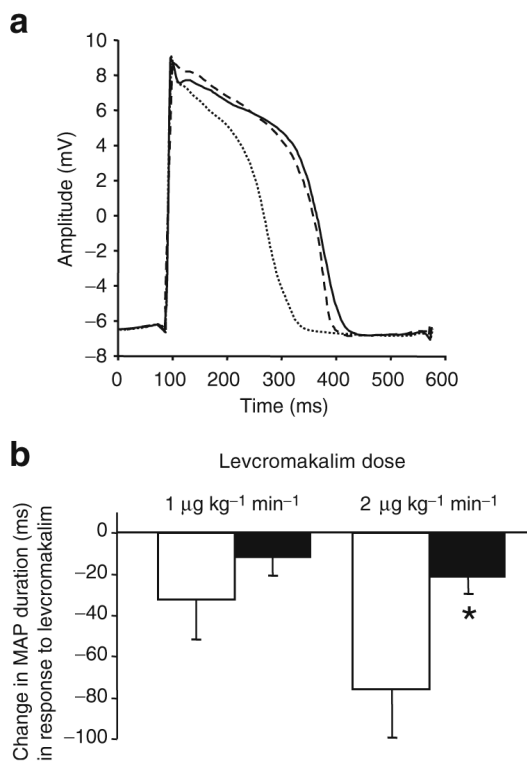 a
10
8
6
4
2
0
−2
−4
−6
−8
Amplitude (mV)
0 100 200 300 400 500 600
Time (ms)
b
Levcromakalim dose
1 µg kg⁻¹ min⁻¹ 2 µg kg⁻¹ min⁻¹
0
−20
−40
−60
−80
−100
Change in MAP duration (ms)
in response to levcromakalim
*